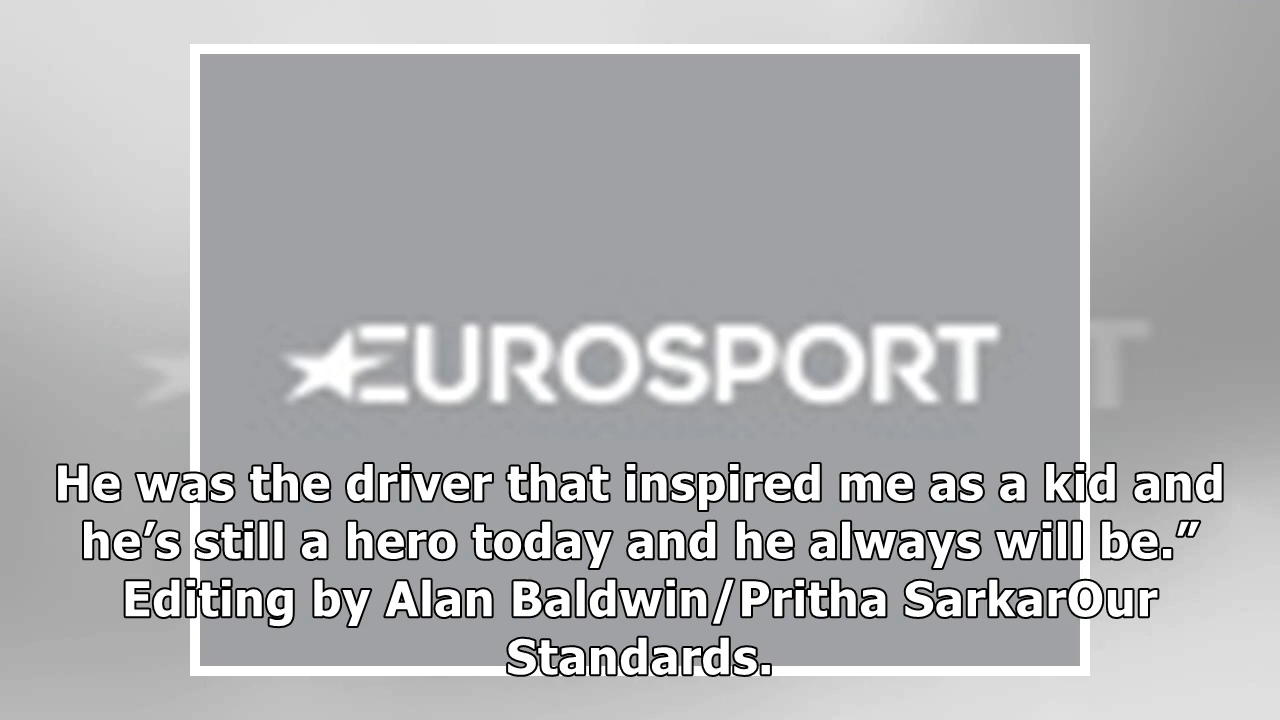 EUROSPORT
T
He was the driver that inspired me as a kid and
he’s still a hero today and he always will be.”
Editing by Alan Baldwin/Pritha SarkarOur
Standards.